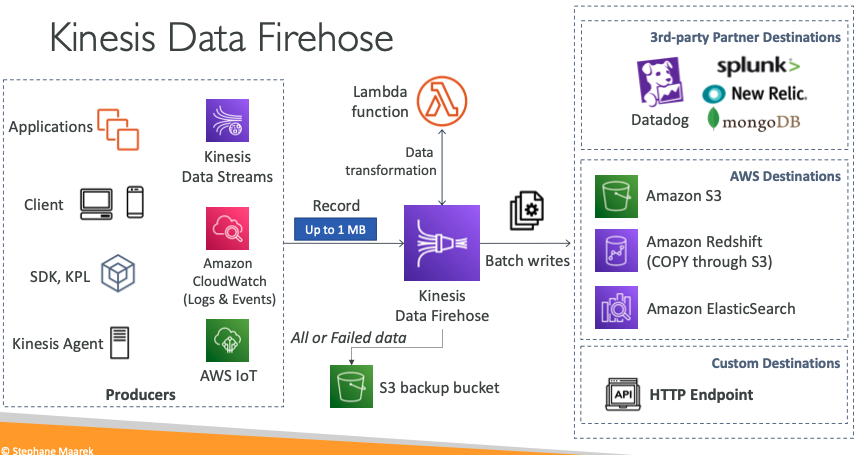 Kinesis Data Firehose
Applications
Client
SDK, KPL
Kinesis Agent
Kinesis
Data Streams
Amazon
CloudWatch
(Logs & Events)
AWS IoT
Producers
Record
Up to 1 MB
Lambda
function
Data
transformation
Kinesis
Data Firehose
All or Failed data
S3 backup bucket
Batch writes
3rd-party Partner Destinations
Datadog
splunk>
New Relic.
mongoDB
AWS Destinations
Amazon S3
Amazon Redshift
(COPY through S3)
Amazon ElasticSearch
Custom Destinations
API
HTTP Endpoint
© Stephane Maarek